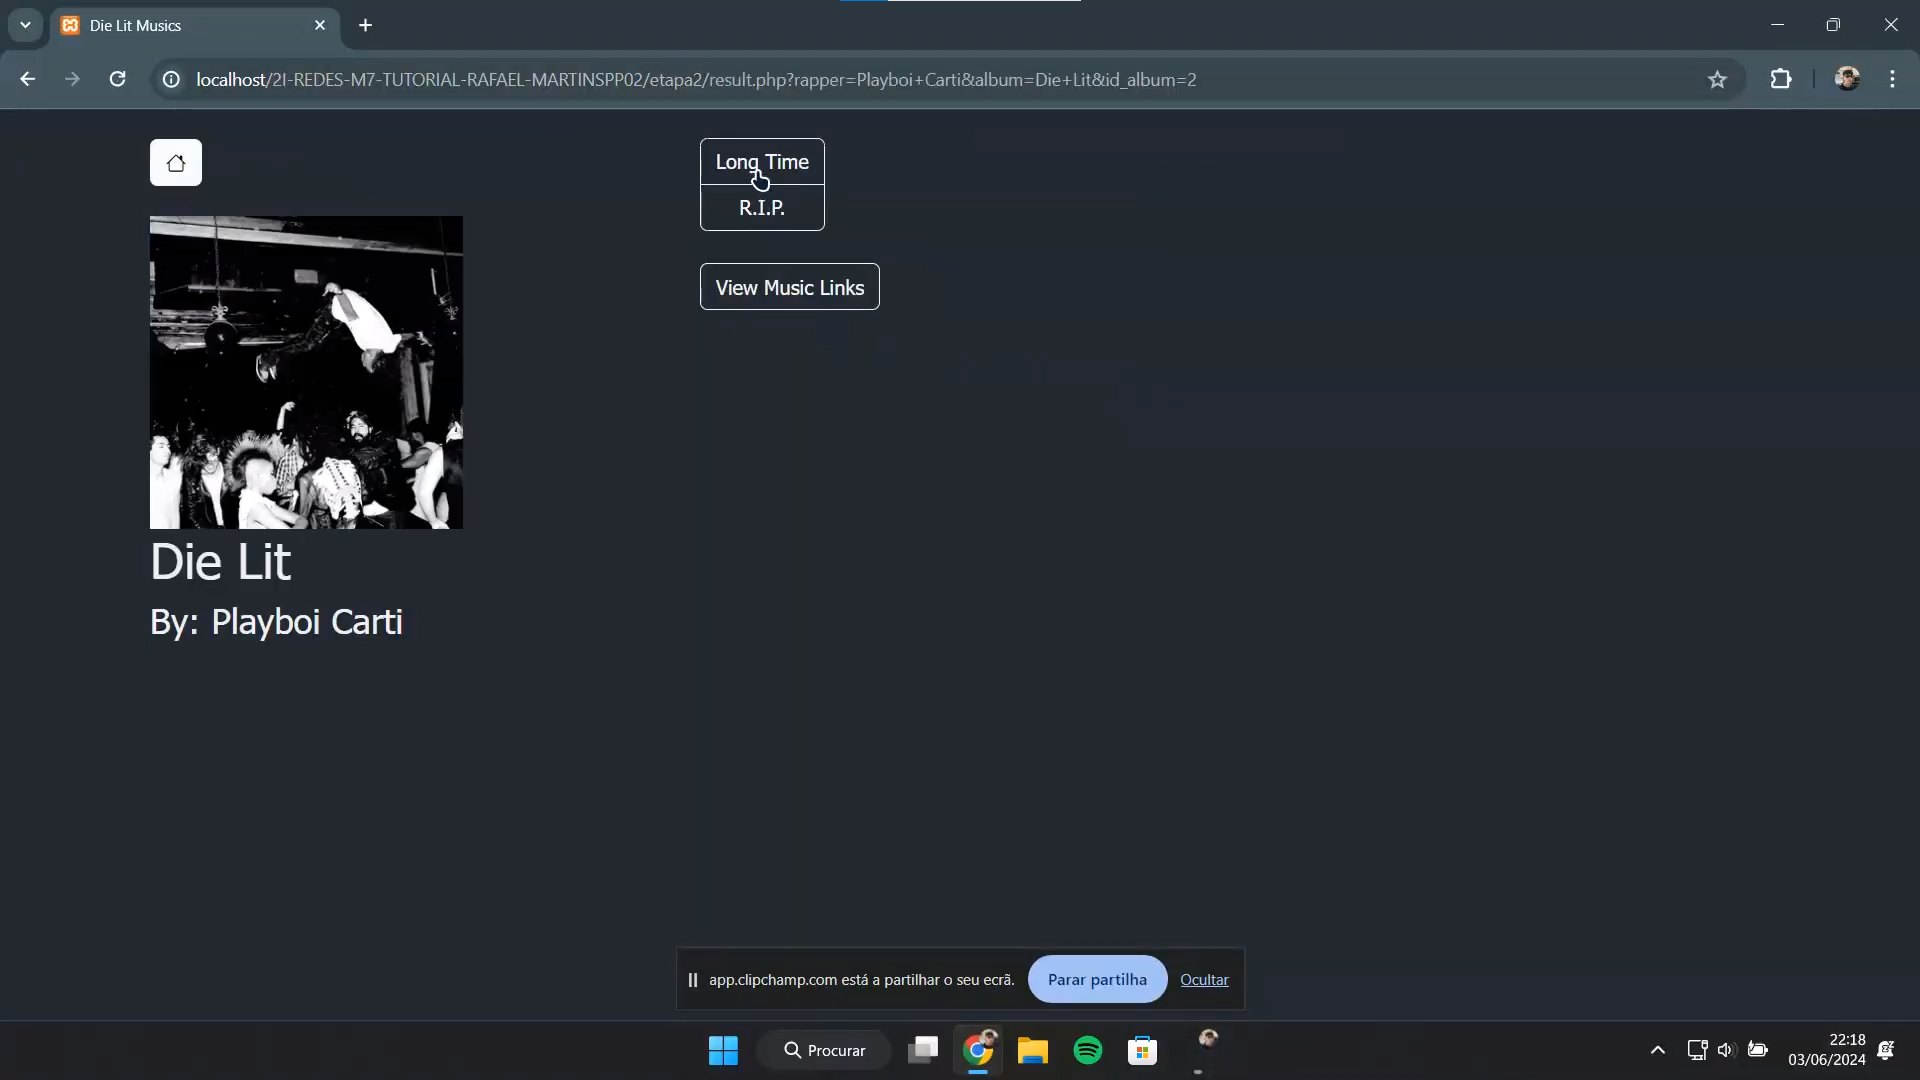 Die Lit Musics
localhost/2I-REDES-M7-TUTORIAL-RAFAEL-MARTINSPP02/etapa2/result.php?rapper=Playboi+Carti&album=Die+Lit&id_album=2
Long Time
R.I.P.
View Music Links
Die Lit
By: Playboi Carti
app.clipchamp.com está a partilhar o seu ecrã.
Parar partilha
Ocultar
Procurar
22:18
03/06/2024